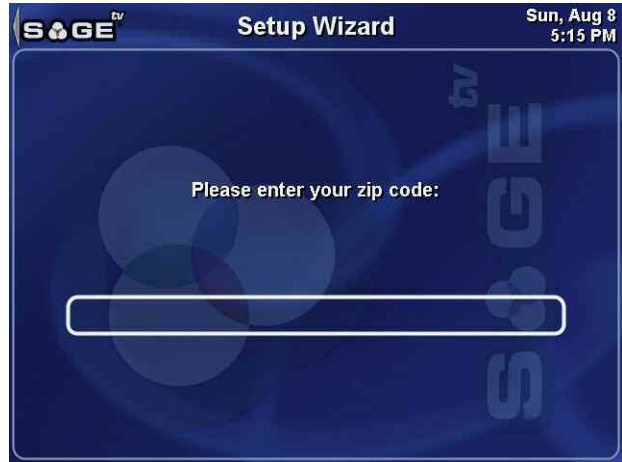 SAGE tv
Setup Wizard
Sun, Aug 8
5:15 PM
Please enter your zip code:
SAGE tv